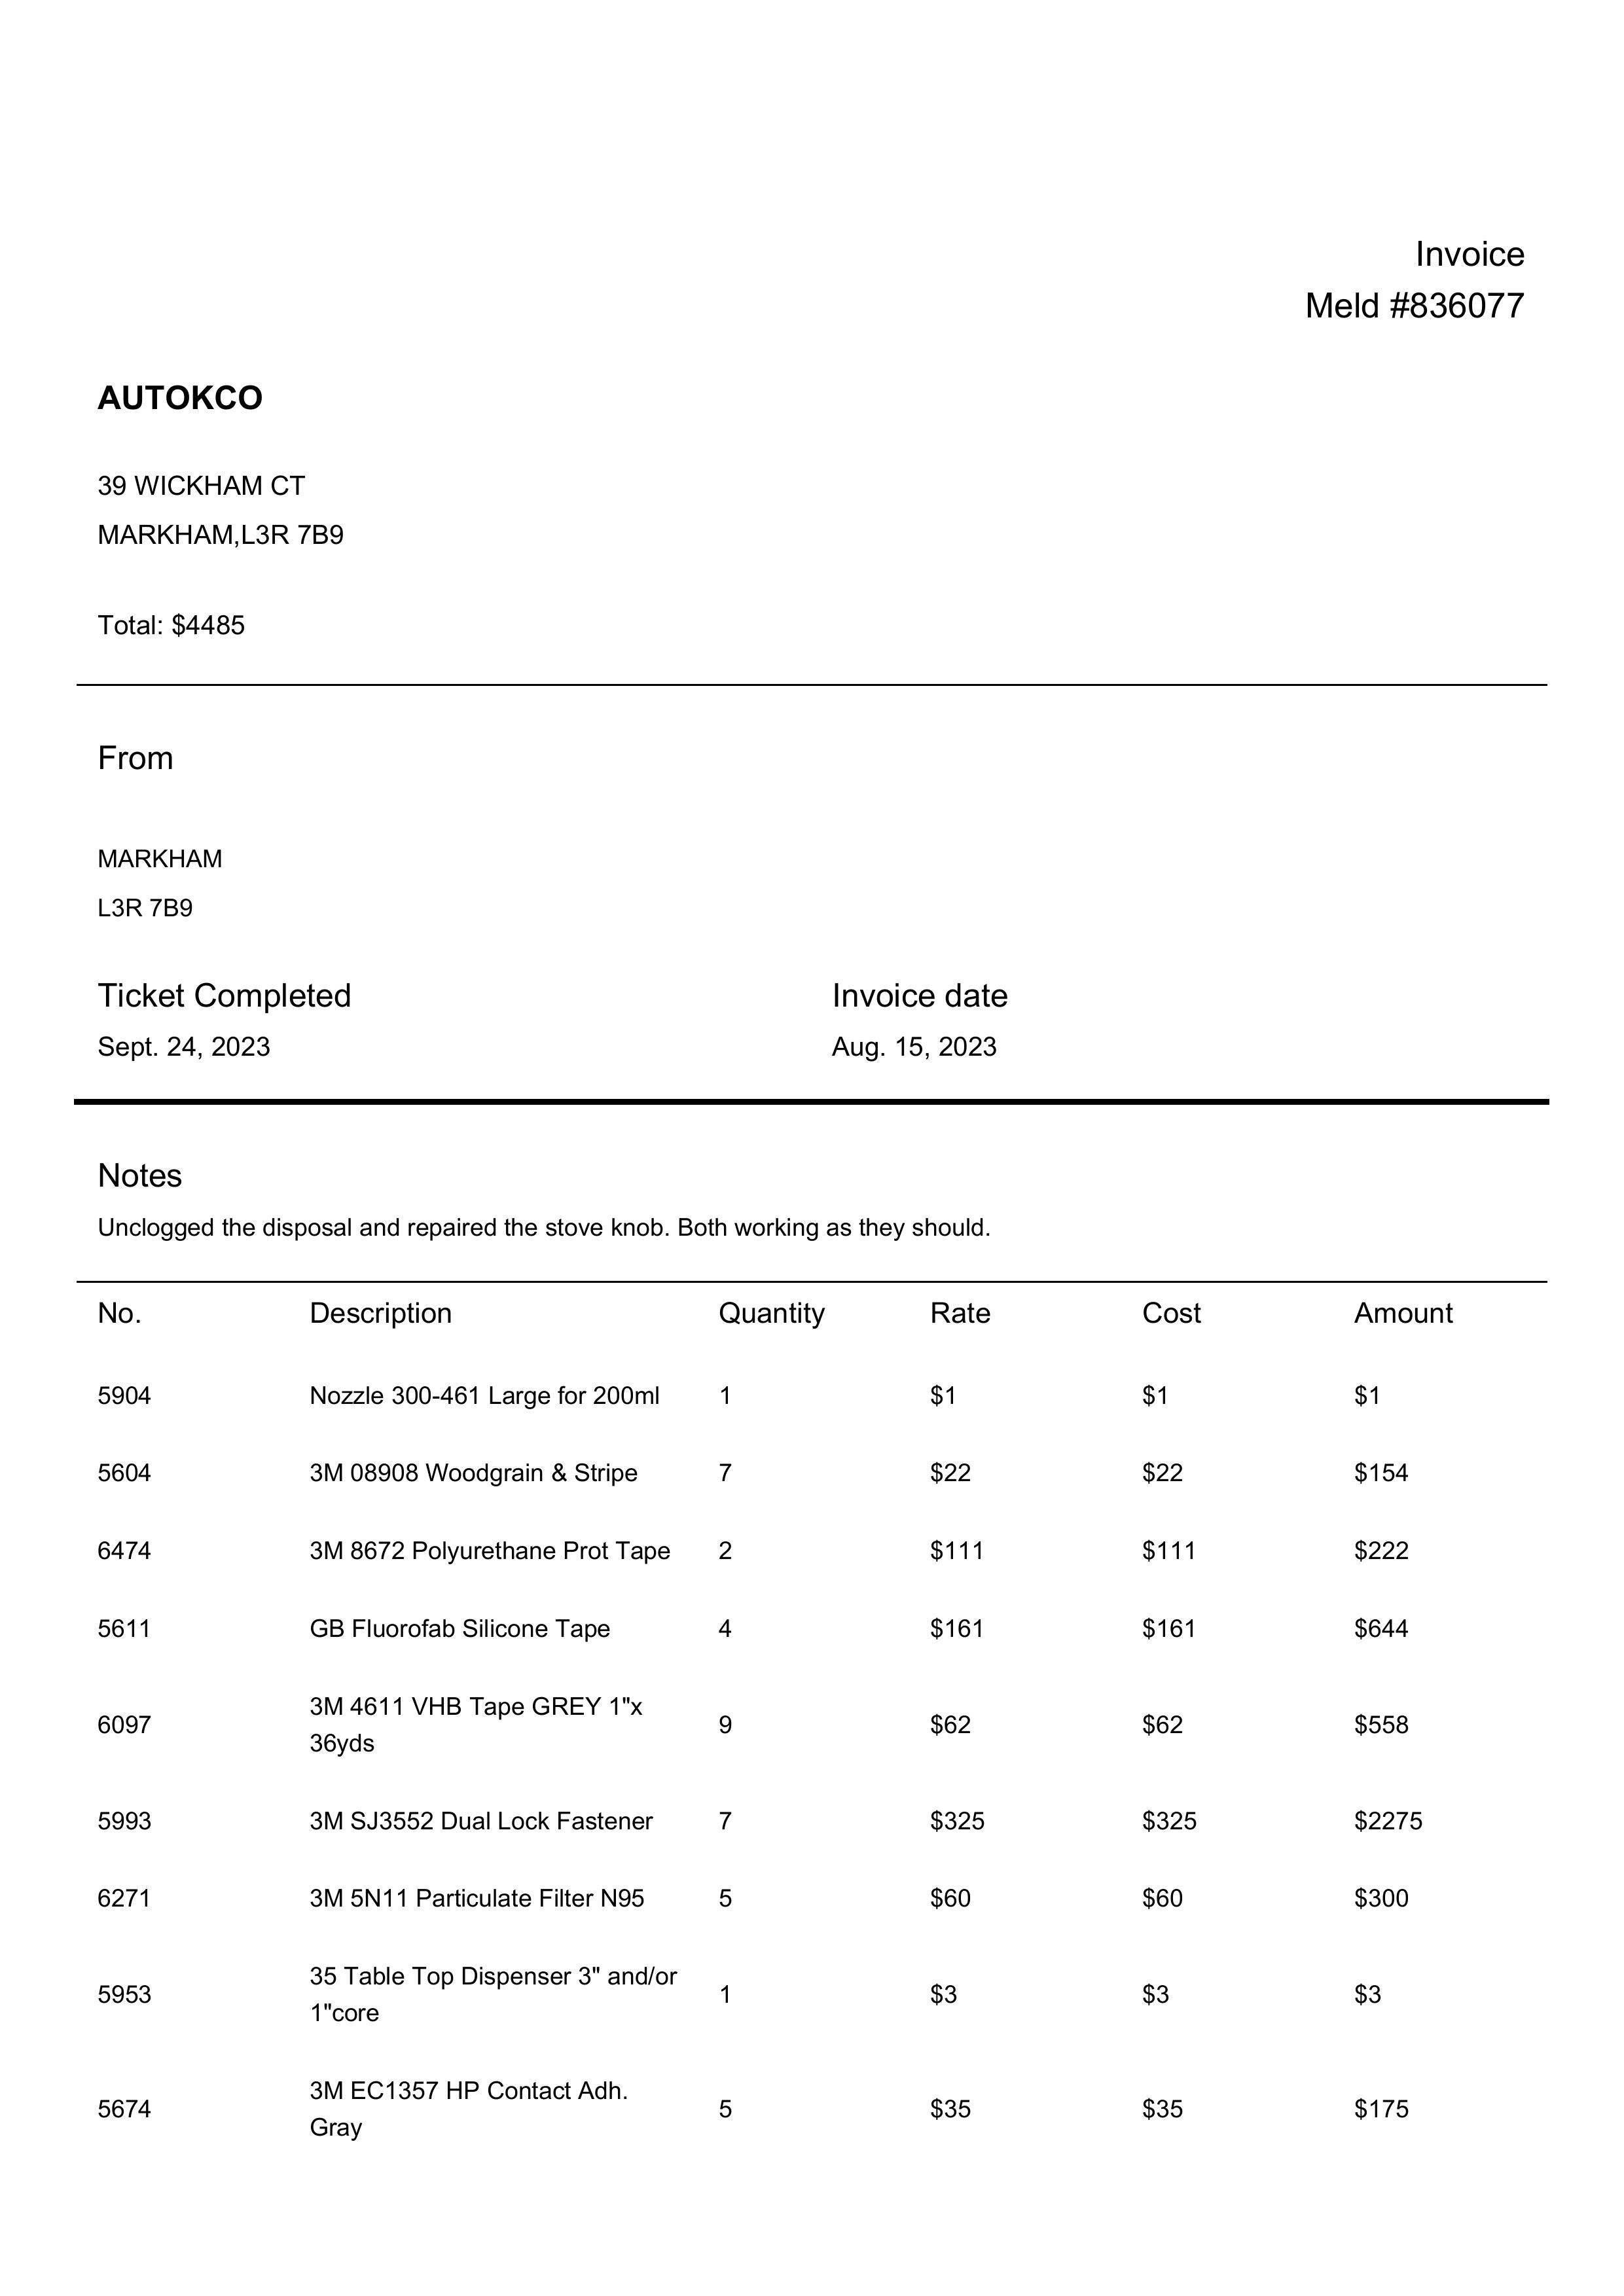 Invoice
Meld #836077
AUTOKCO
39 WICKHAM CT
MARKHAM,L3R 7B9
Total: $4485
From
MARKHAM
L3R 7B9
Ticket Completed Invoice date
Sept. 24, 2023 Aug. 15, 2023
Notes
Unclogged the disposal and repaired the stove knob. Both working as they should.
No. Description Quantity Rate Cost Amount
5904 Nozzle 300-461 Large for 200ml 1 $1 $1 $1
5604 3M 08908 Woodgrain & Stripe 7 $22 $22 $154
6474 3M 8672 Polyurethane Prot Tape 2 $111 $111 $222
5611 GB Fluorofab Silicone Tape 4 $161 $161 $644
6097 3M 4611 VHB Tape GREY 1"x 9 $62 $62 $558
36yds
5993 3M SJ3552 Dual Lock Fastener 7 $325 $325 $2275
6271 3M 5N11 Particulate Filter N95 5 $60 $60 $300
5953 35 Table Top Dispenser 3" and/or 1 $3 $3 $3
1"core
5674 3M EC1357 HP Contact Adh. 5 $35 $35 $175
Gray